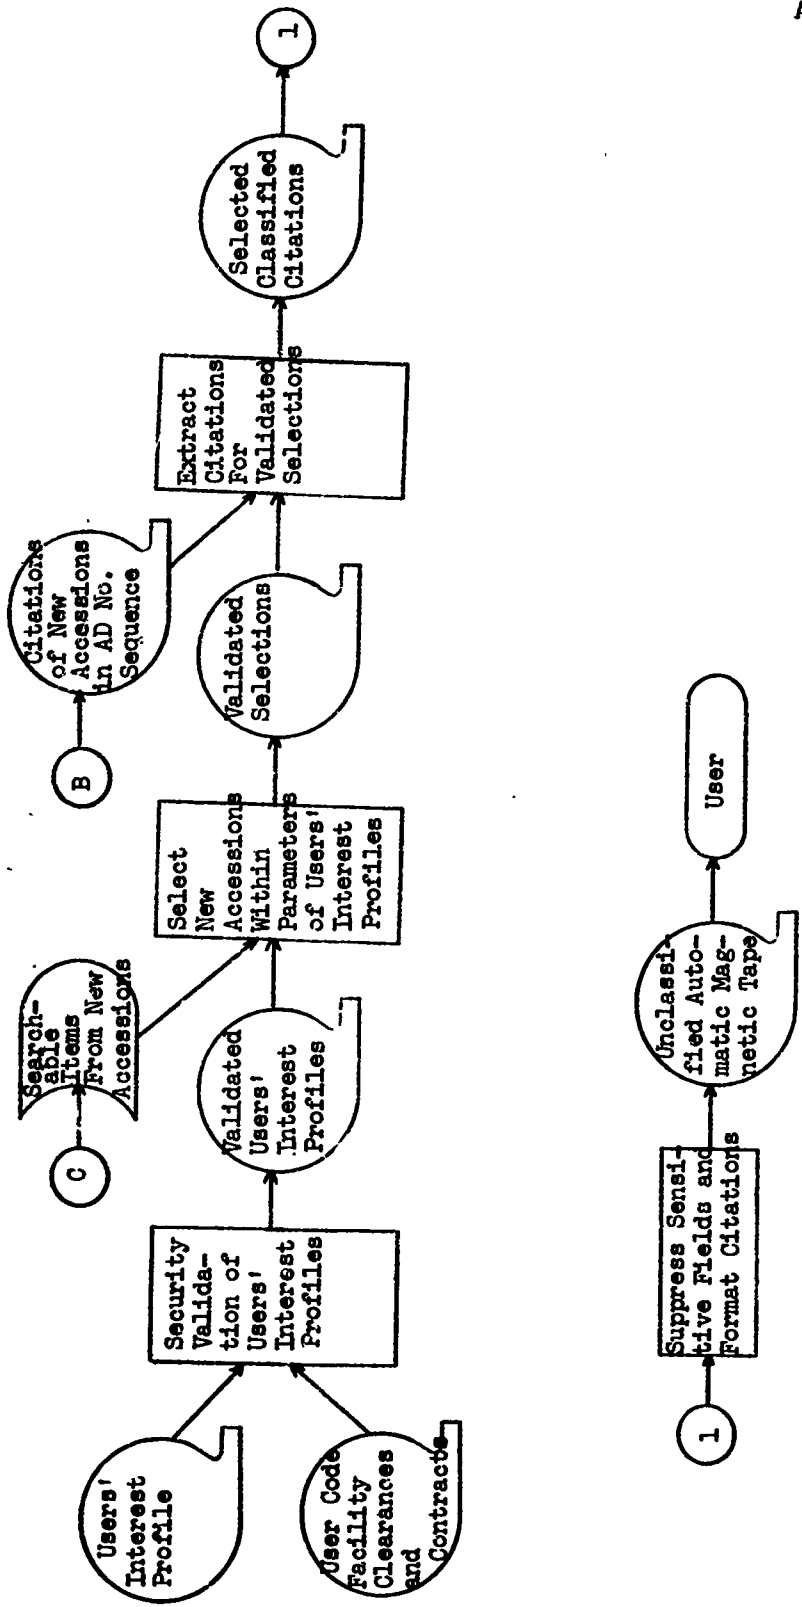 Users'
Interest
Profile
User Code
Facility
Clearances
and
Contracts
Security
Valida-
tion of
Users'
Interest
Profiles
Validated
Users'
Interest
Profiles
C
Search-
able
Items
From New
Accessions
Select
New
Accessions
Within
Parameters
of Users'
Interest
Profiles
Validated
Selections
B
Citations
of New
Accessions
in AD No.
Sequence
Extract
Citations
For
Validated
Selections
Selected
Classified
Citations
1
1
Suppress Sensi-
tive Fields and
Format Citations
Unclassi-
fied Auto-
matic Mag-
netic Tape
User